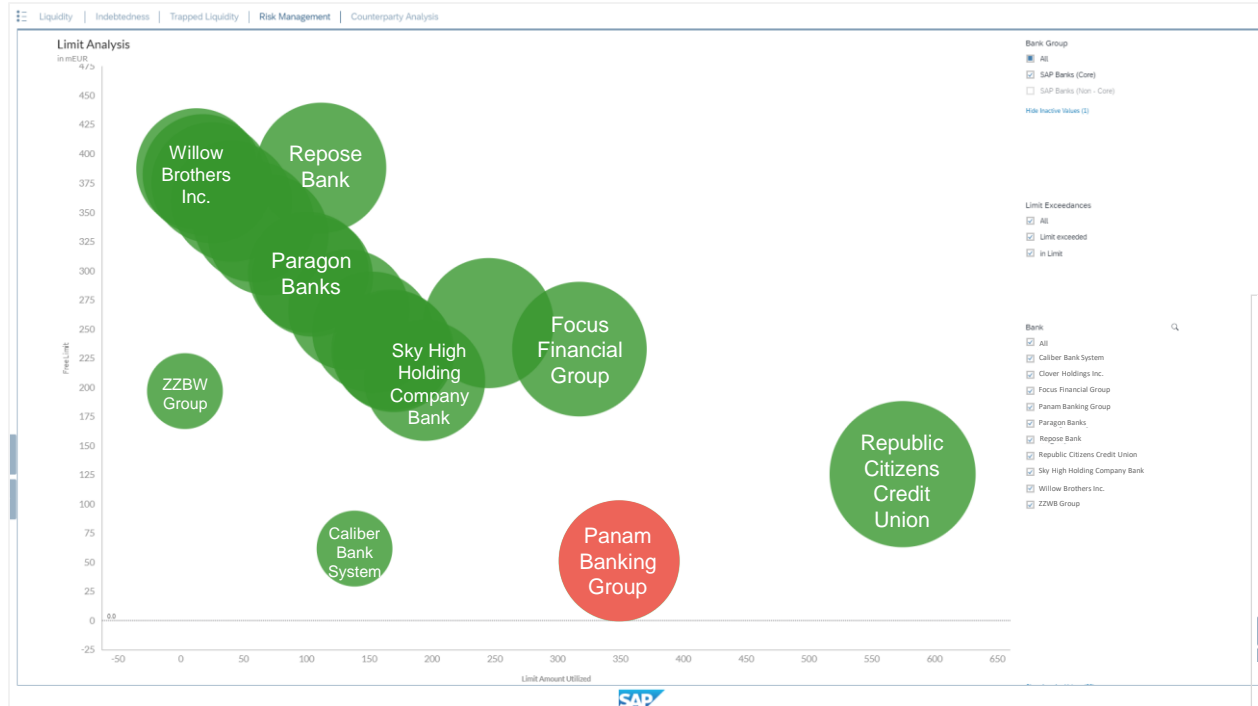 Liquidity | Indebtedness | Trapped Liquidity | Risk Management | Counterparty Analysis
Limit Analysis
in mEUR
475
450
425
400
375
350
325
300
275
250
225
200
175
150
125
100
75
50
25
0
-25
Free Limit
0.0
-50 0 50 100 150 200 250 300 350 400 450 500 550 600 650
Limit Amount Utilized
Willow
Brothers
Inc.
Repose
Bank
Paragon
Banks
Focus
Financial
Group
Sky High
Holding
Company
Bank
ZZBW
Group
Republic
Citizens
Credit
Union
Caliber
Bank
System
Panam
Banking
Group
Bank Group
All
SAP Banks (Core)
SAP Banks (Non - Core)
Hide Inactive Values (1)
Limit Exceedances
All
Limit exceeded
in Limit
Bank
All
Caliber Bank System
Clover Holdings Inc.
Focus Financial Group
Panam Banking Group
Paragon Banks
Repose Bank
Republic Citizens Credit Union
Sky High Holding Company Bank
Willow Brothers Inc.
ZZWB Group
SAP